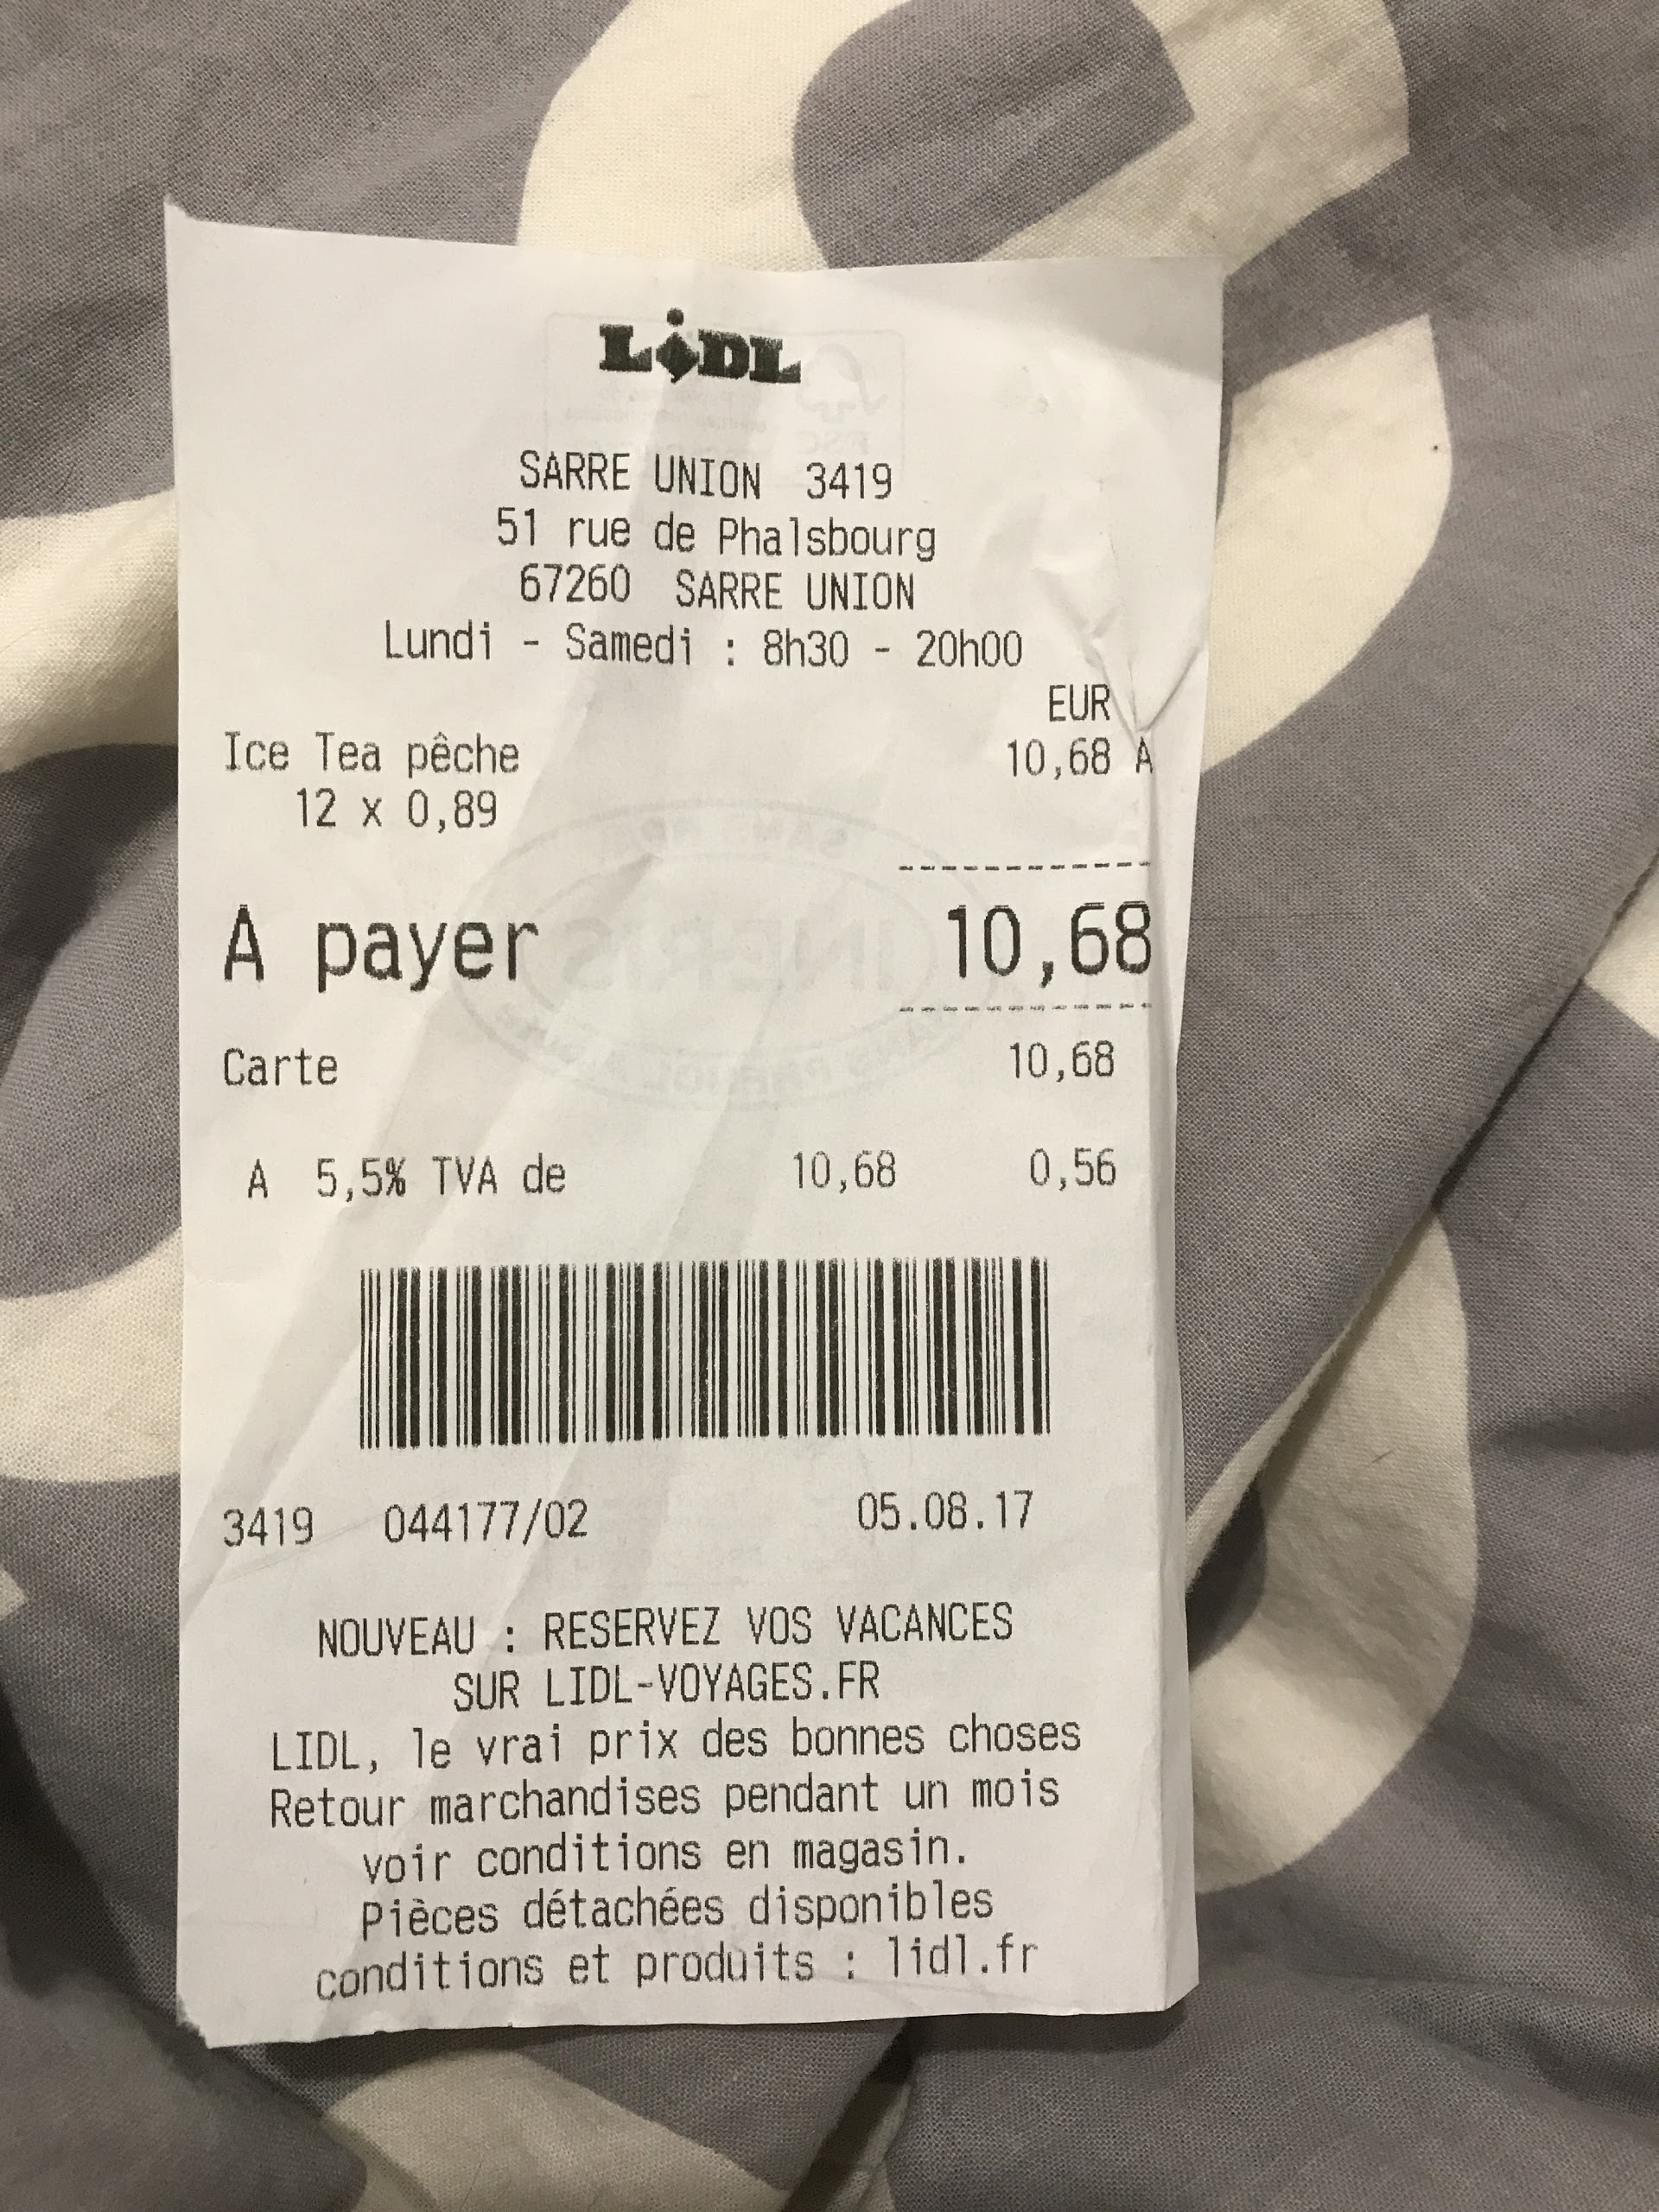 LiDL
SARRE UNION 3419
51 rue de Phalsbourg
67260 SARRE UNION
Lundi - Samedi : 8h30 - 20h00
EUR
Ice Tea pêche 10,68 A
12 x 0,89
A payer 10,68
Carte 10,68
A 5,5% TVA de 10,68 0,56
3419 044177/02 05.08.17
NOUVEAU : RESERVEZ VOS VACANCES
SUR LIDL-VOYAGES.FR
LIDL, le vrai prix des bonnes choses
Retour marchandises pendant un mois
voir conditions en magasin.
Pièces détachées disponibles
conditions et produits : lidl.fr